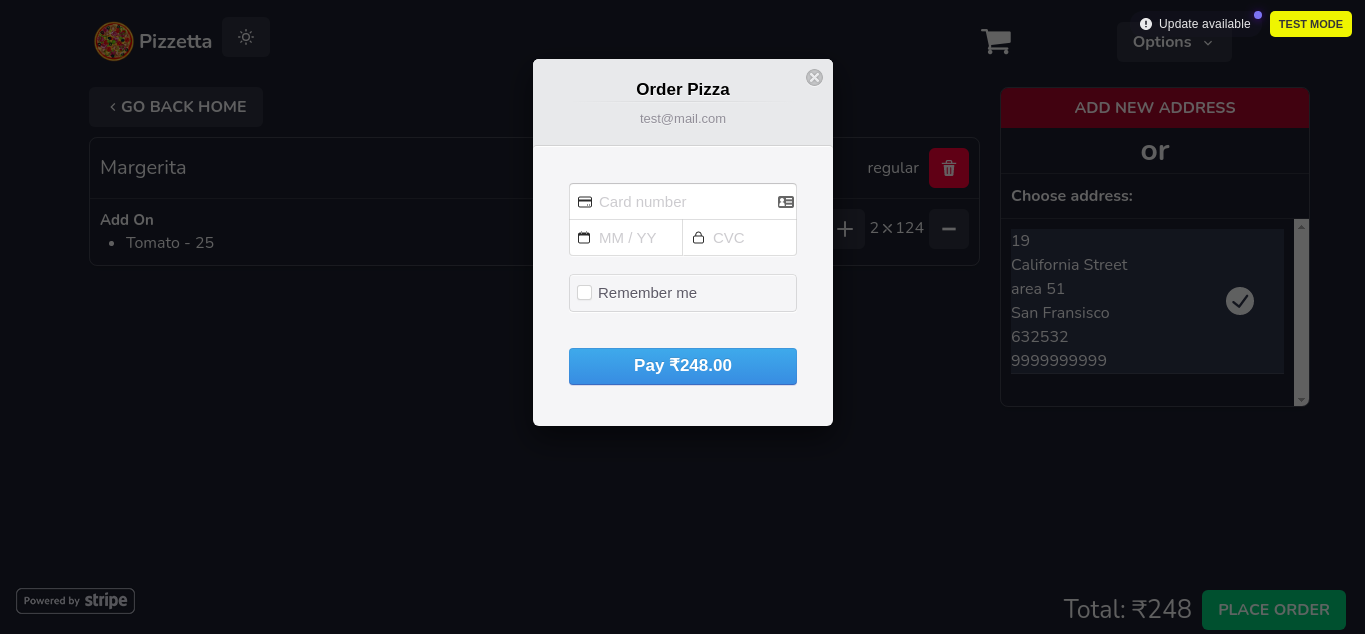 Pizzetta
Update available
TEST MODE
Options
GO BACK HOME
Margerita
regular
Add On
Tomato - 25
2 × 124
Order Pizza
test@mail.com
Card number
MM / YY
CVC
Remember me
Pay ₹248.00
ADD NEW ADDRESS
or
Choose address:
19
California Street
area 51
San Fransisco
632532
9999999999
Powered by stripe
Total: ₹248
PLACE ORDER